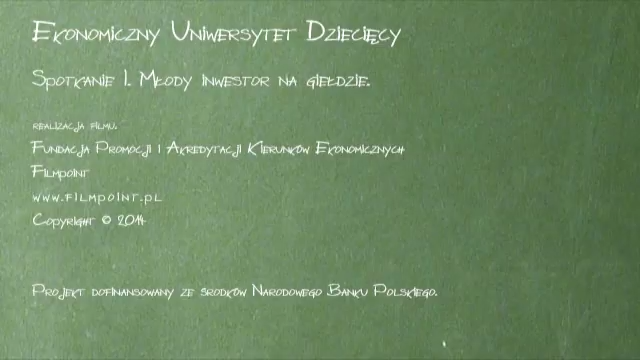 Ekonomiczny Uniwersytet Dziecięcy
Spotkanie 1. Młody inwestor na giełdzie.
realizacja filmu:
Fundacja Promocji i Akredytacji Kierunków Ekonomicznych
Filmpoint
www.filmpoint.pl
Copyright © 2014
Projekt dofinansowany ze środków Narodowego Banku Polskiego.